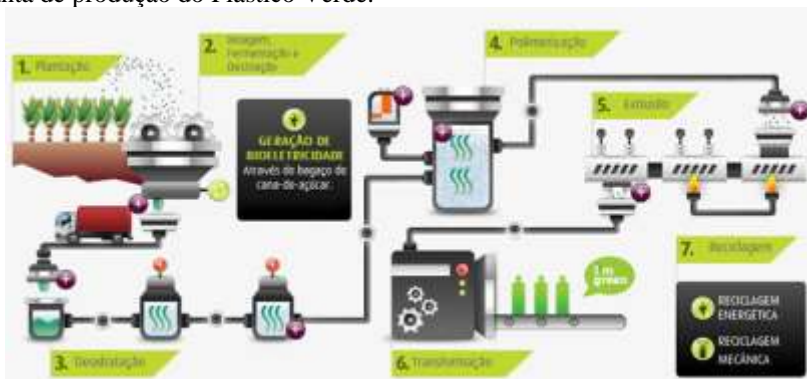 de produção do Plástico Verde.
1. Plantação
2. Moagem,
Fermentação e
Destilação
4. Polimerização
5. Extrusão
GERAÇÃO DE
BIOELETRICIDADE
Através do bagaço de
cana-de-açúcar.
7. Reciclagem
I'm
green
RECICLAGEM
ENERGÉTICA
RECICLAGEM
MECÂNICA
3. Desidratação
6. Transformação